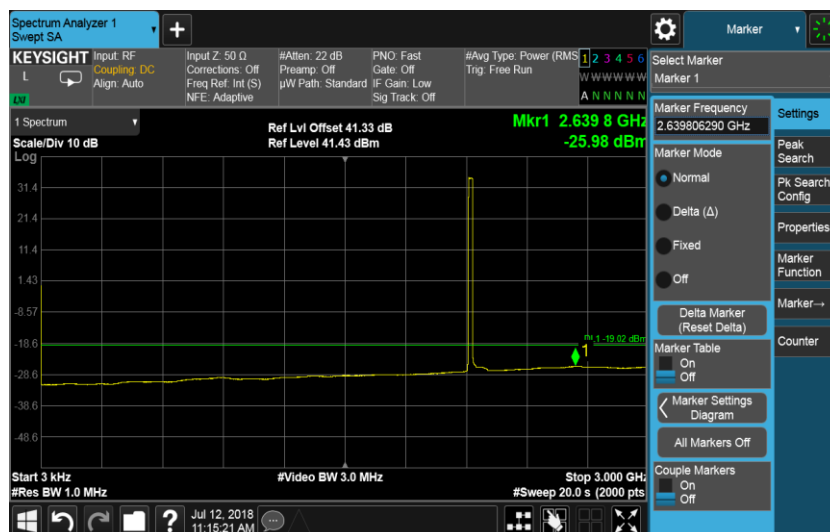 Spectrum Analyzer 1
Swept SA
+
Marker
KEYSIGHT
L
LXI
Input: RF
Coupling: DC
Align: Auto
Input Z: 50 Ω
Corrections: Off
Freq Ref: Int (S)
NFE: Adaptive
#Atten: 22 dB
Preamp: Off
µW Path: Standard
PNO: Fast
Gate: Off
IF Gain: Low
Sig Track: Off
#Avg Type: Power (RMS
Trig: Free Run
1 2 3 4 5 6
W W W W W W
A N N N N N
Select Marker
Marker 1
1 Spectrum
Scale/Div 10 dB
Log
Ref Lvl Offset 41.33 dB
Ref Level 41.43 dBm
Mkr1 2.639 8 GHz
-25.98 dBm
31.4
21.4
11.4
1.43
-8.57
-18.6
-28.6
-38.6
-48.6
DL1 -19.02 dBm
1
Start 3 kHz
#Res BW 1.0 MHz
#Video BW 3.0 MHz
Stop 3.000 GHz
#Sweep 20.0 s (2000 pts
Marker Frequency
2.639806290 GHz
Marker Mode
Normal
Delta (Δ)
Fixed
Off
Delta Marker
(Reset Delta)
Marker Table
On
Off
Marker Settings
Diagram
All Markers Off
Couple Markers
On
Off
Settings
Peak
Search
Pk Search
Config
Properties
Marker
Function
Marker→
Counter
?
Jul 12, 2018
11:15:21 AM